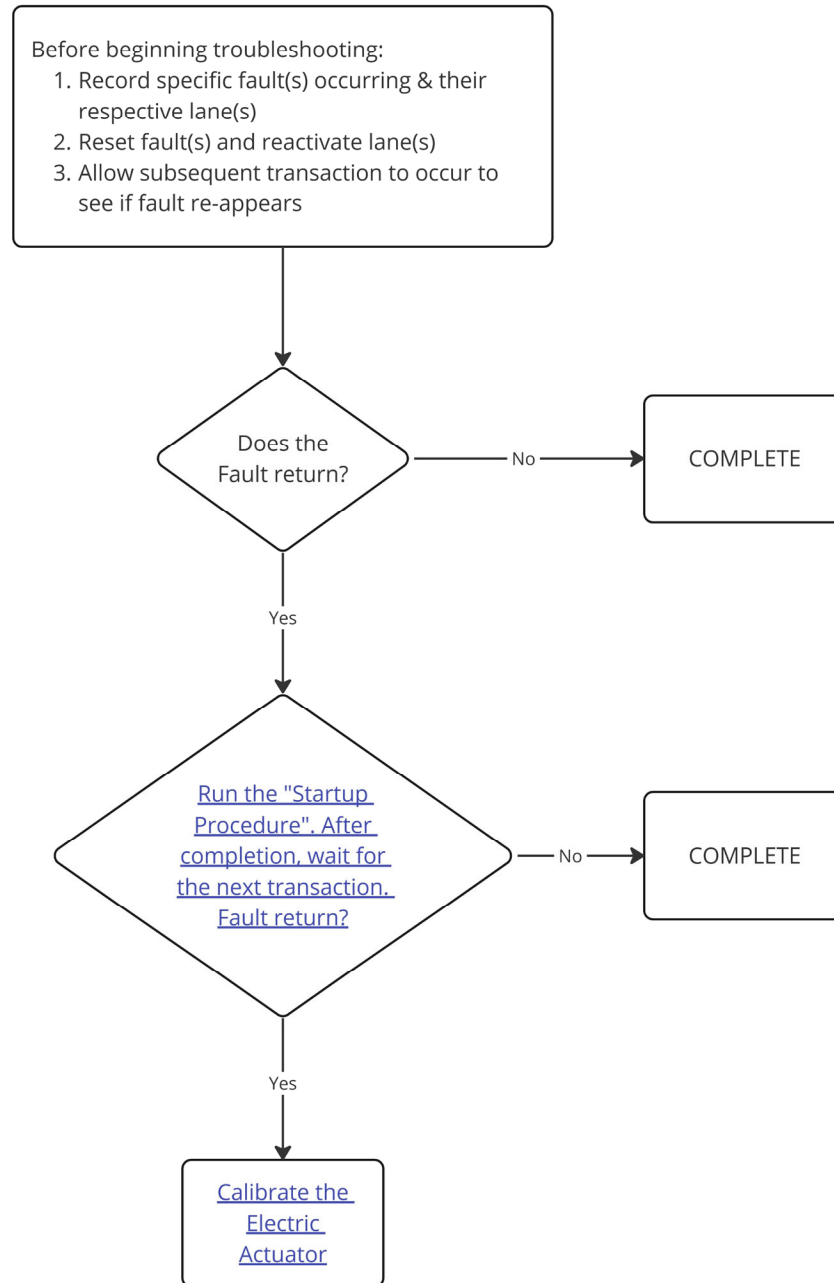 Before beginning troubleshooting:
1. Record specific fault(s) occurring & their
respective lane(s)
2. Reset fault(s) and reactivate lane(s)
3. Allow subsequent transaction to occur to
see if fault re-appears
Does the
Fault return?
No
COMPLETE
Yes
Run the "Startup
Procedure". After
completion, wait for
the next transaction.
Fault return?
No
COMPLETE
Yes
Calibrate the
Electric
Actuator